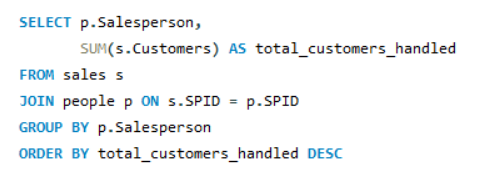 SELECT p.Salesperson,
SUM(s.Customers) AS total_customers_handled
FROM sales s
JOIN people p ON s.SPID = p.SPID
GROUP BY p.Salesperson
ORDER BY total_customers_handled DESC